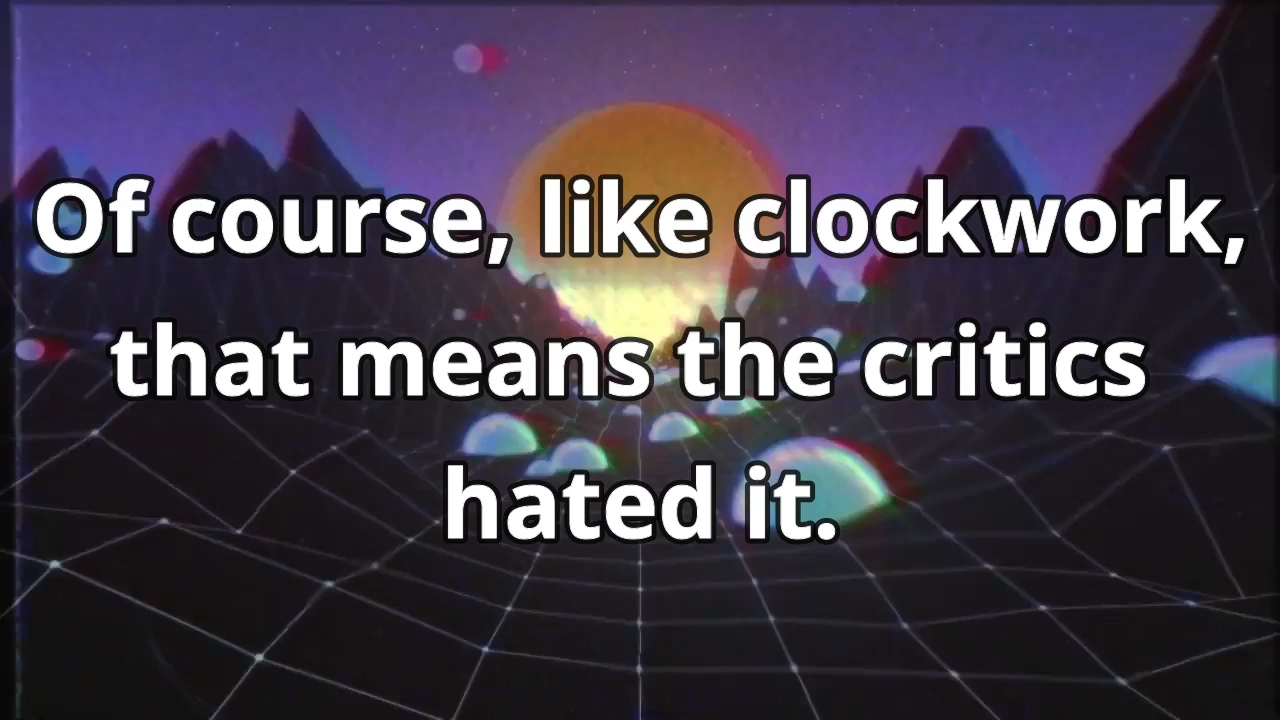 Of course, like clockwork,
that means the critics
hated it.